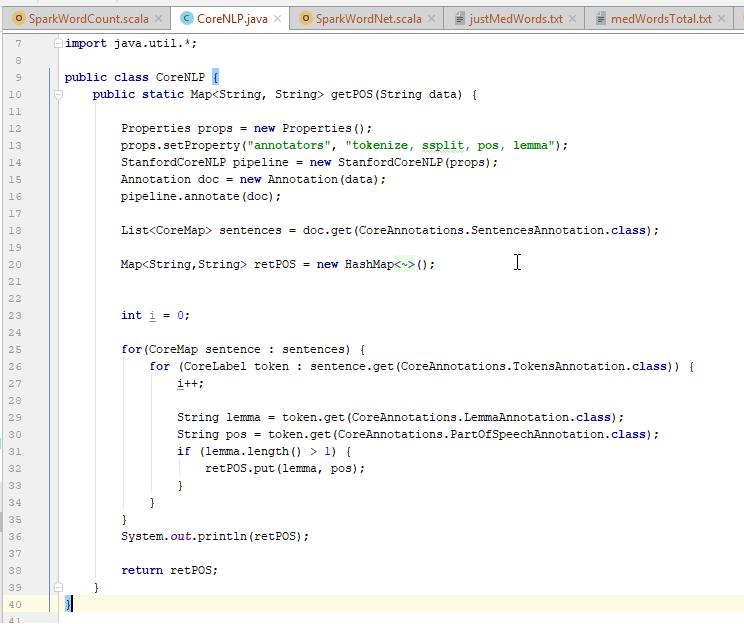 SparkWordCount.scala CoreNLP.java SparkWordNet.scala justMedWords.txt medWordsTotal.txt
7 import java.util.*;
8
9 public class CoreNLP {
10 public static Map<String, String> getPOS(String data) {
11
12 Properties props = new Properties();
13 props.setProperty("annotators", "tokenize, ssplit, pos, lemma");
14 StanfordCoreNLP pipeline = new StanfordCoreNLP(props);
15 Annotation doc = new Annotation(data);
16 pipeline.annotate(doc);
17
18 List<CoreMap> sentences = doc.get(CoreAnnotations.SentencesAnnotation.class);
19
20 Map<String,String> retPOS = new HashMap<~>();
21
22
23 int i = 0;
24
25 for(CoreMap sentence : sentences) {
26 for (CoreLabel token : sentence.get(CoreAnnotations.TokensAnnotation.class)) {
27 i++;
28
29 String lemma = token.get(CoreAnnotations.LemmaAnnotation.class);
30 String pos = token.get(CoreAnnotations.PartOfSpeechAnnotation.class);
31 if (lemma.length() > 1) {
32 retPOS.put(lemma, pos);
33 }
34 }
35 }
36 System.out.println(retPOS);
37
38 return retPOS;
39 }
40 }
41